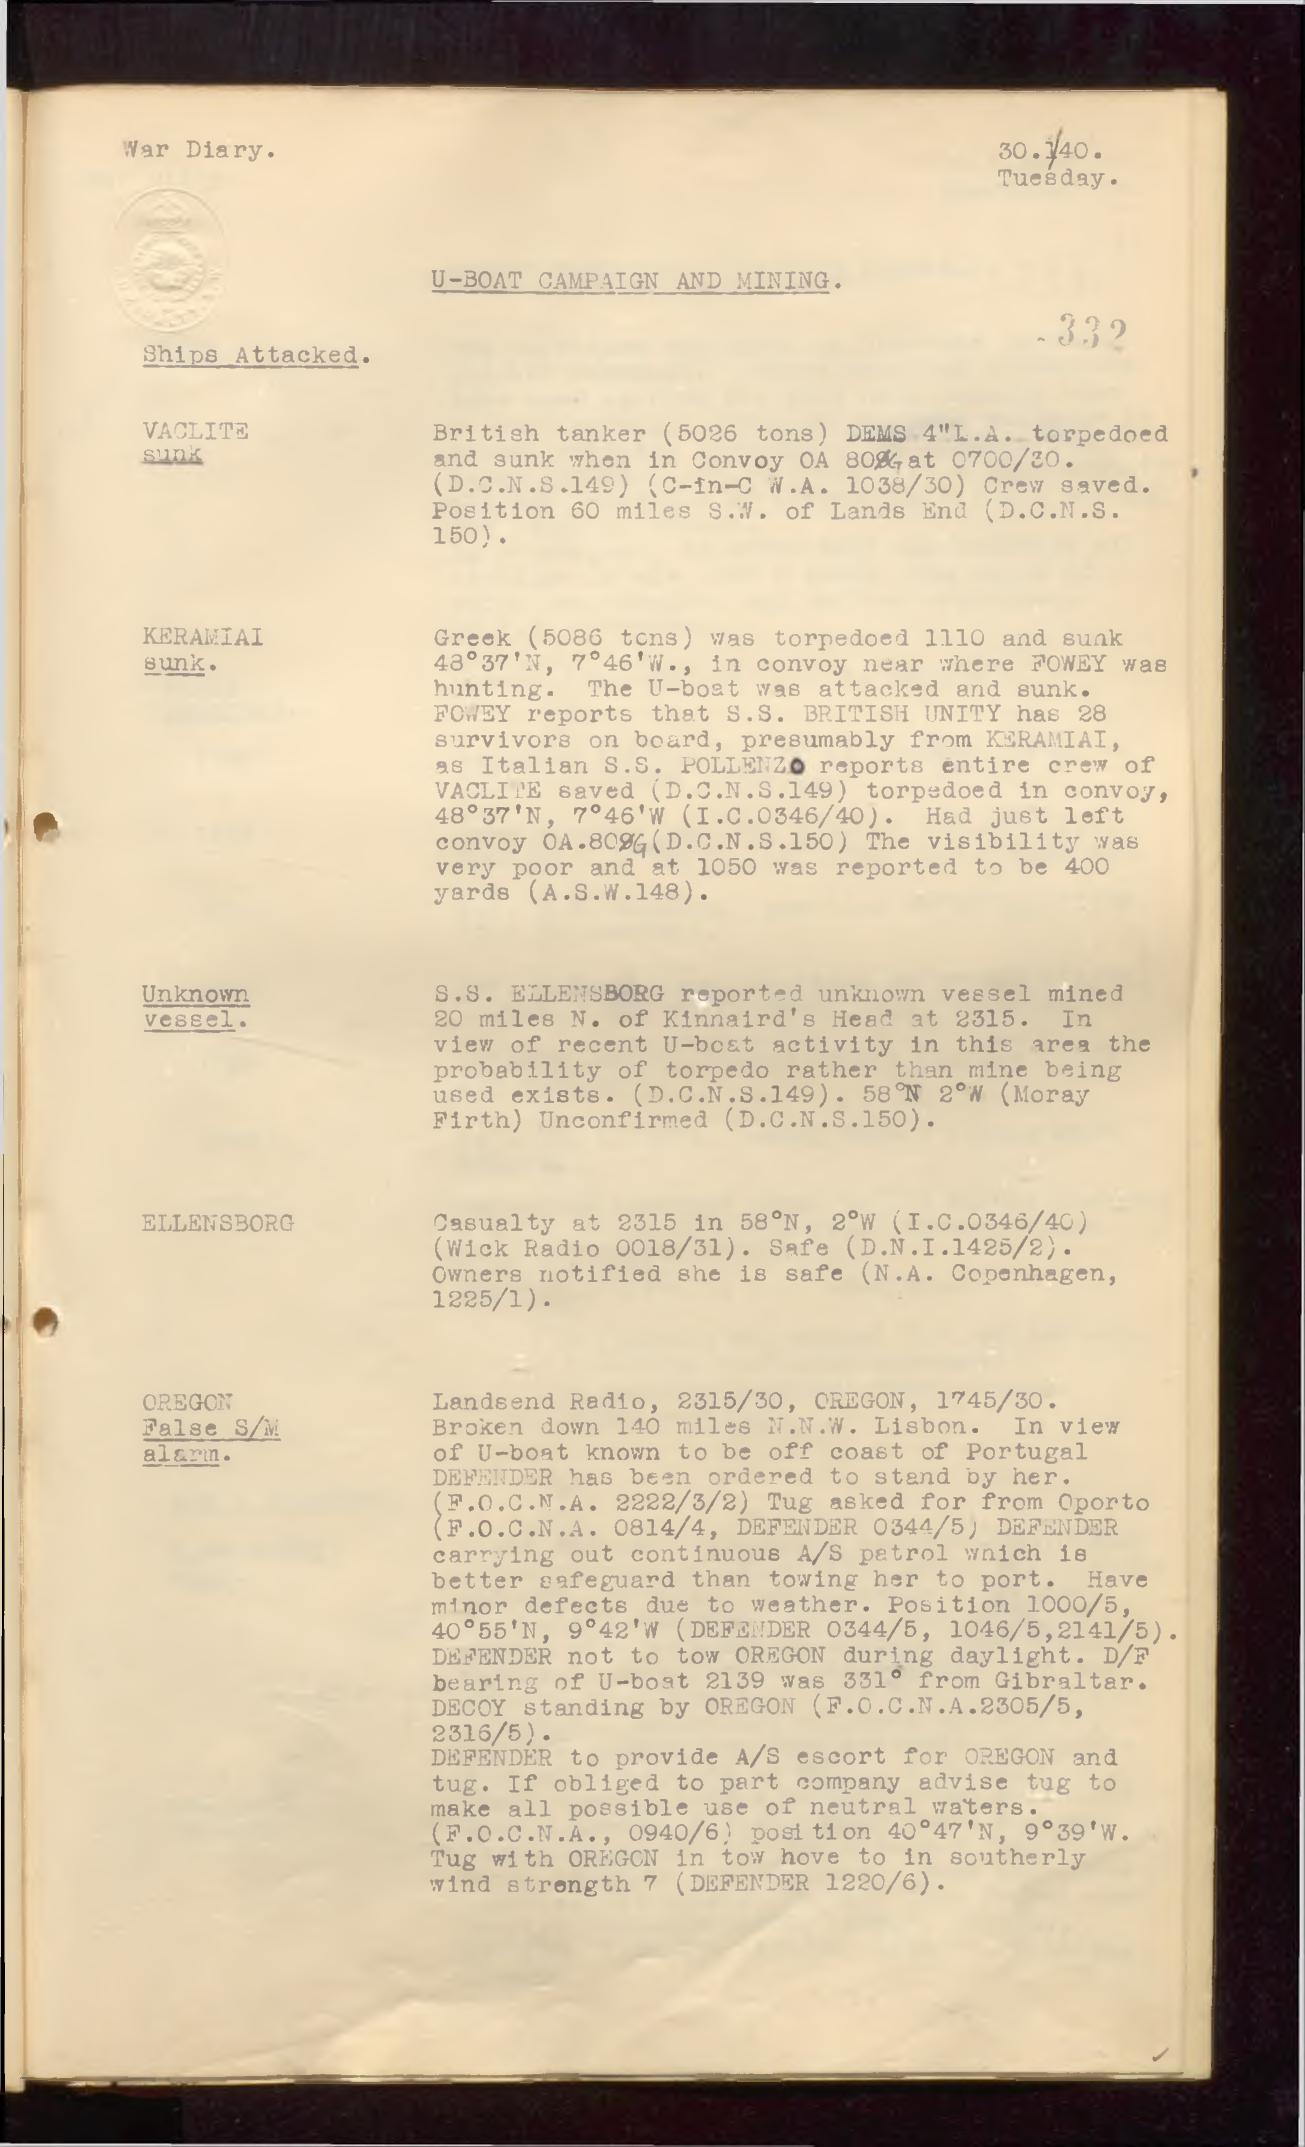 War Diary.
30.1/40.
Tuesday.
U-BOAT CAMPAIGN AND MINING.
332
Ships Attacked.
VACLITE
sunk
British tanker (5026 tons) DEMS 4"L.A. torpedoed
and sunk when in Convoy OA 80G at 0700/30.
(D.C.N.S.149) (C-in-C W.A. 1038/30) Crew saved.
Position 60 miles S.W. of Lands End (D.C.N.S.
150).
KERAMIAI
sunk.
Greek (5086 tons) was torpedoed 1110 and sunk
48°37'N, 7°46'W., in convoy near where FOWEY was
hunting. The U-boat was attacked and sunk.
FOWEY reports that S.S. BRITISH UNITY has 28
survivors on board, presumably from KERAMIAI,
as Italian S.S. POLLENZO reports entire crew of
VACLITE saved (D.C.N.S.149) torpedoed in convoy,
48°37'N, 7°46'W (I.C.0346/40). Had just left
convoy OA.80G (D.C.N.S.150) The visibility was
very poor and at 1050 was reported to be 400
yards (A.S.W.148).
Unknown
vessel.
S.S. ELLENSBORG reported unknown vessel mined
20 miles N. of Kinnaird's Head at 2315. In
view of recent U-boat activity in this area the
probability of torpedo rather than mine being
used exists. (D.C.N.S.149). 58°N 2°W (Moray
Firth) Unconfirmed (D.C.N.S.150).
ELLENSBORG
Casualty at 2315 in 58°N, 2°W (I.C.0346/40)
(Wick Radio 0018/31). Safe (D.N.I.1425/2).
Owners notified she is safe (N.A. Copenhagen,
1225/1).
OREGON
False S/M
alarm.
Landsend Radio, 2315/30, OREGON, 1745/30.
Broken down 140 miles N.N.W. Lisbon. In view
of U-boat known to be off coast of Portugal
DEFENDER has been ordered to stand by her.
(F.O.C.N.A. 2222/3/2) Tug asked for from Oporto
(F.O.C.N.A. 0814/4, DEFENDER 0344/5) DEFENDER
carrying out continuous A/S patrol which is
better safeguard than towing her to port. Have
minor defects due to weather. Position 1000/5,
40°55'N, 9°42'W (DEFENDER 0344/5, 1046/5,2141/5).
DEFENDER not to tow OREGON during daylight. D/F
bearing of U-boat 2139 was 331° from Gibraltar.
DECOY standing by OREGON (F.O.C.N.A.2305/5,
2316/5).
DEFENDER to provide A/S escort for OREGON and
tug. If obliged to part company advise tug to
make all possible use of neutral waters.
(F.O.C.N.A., 0940/6) position 40°47'N, 9°39'W.
Tug with OREGON in tow hove to in southerly
wind strength 7 (DEFENDER 1220/6).